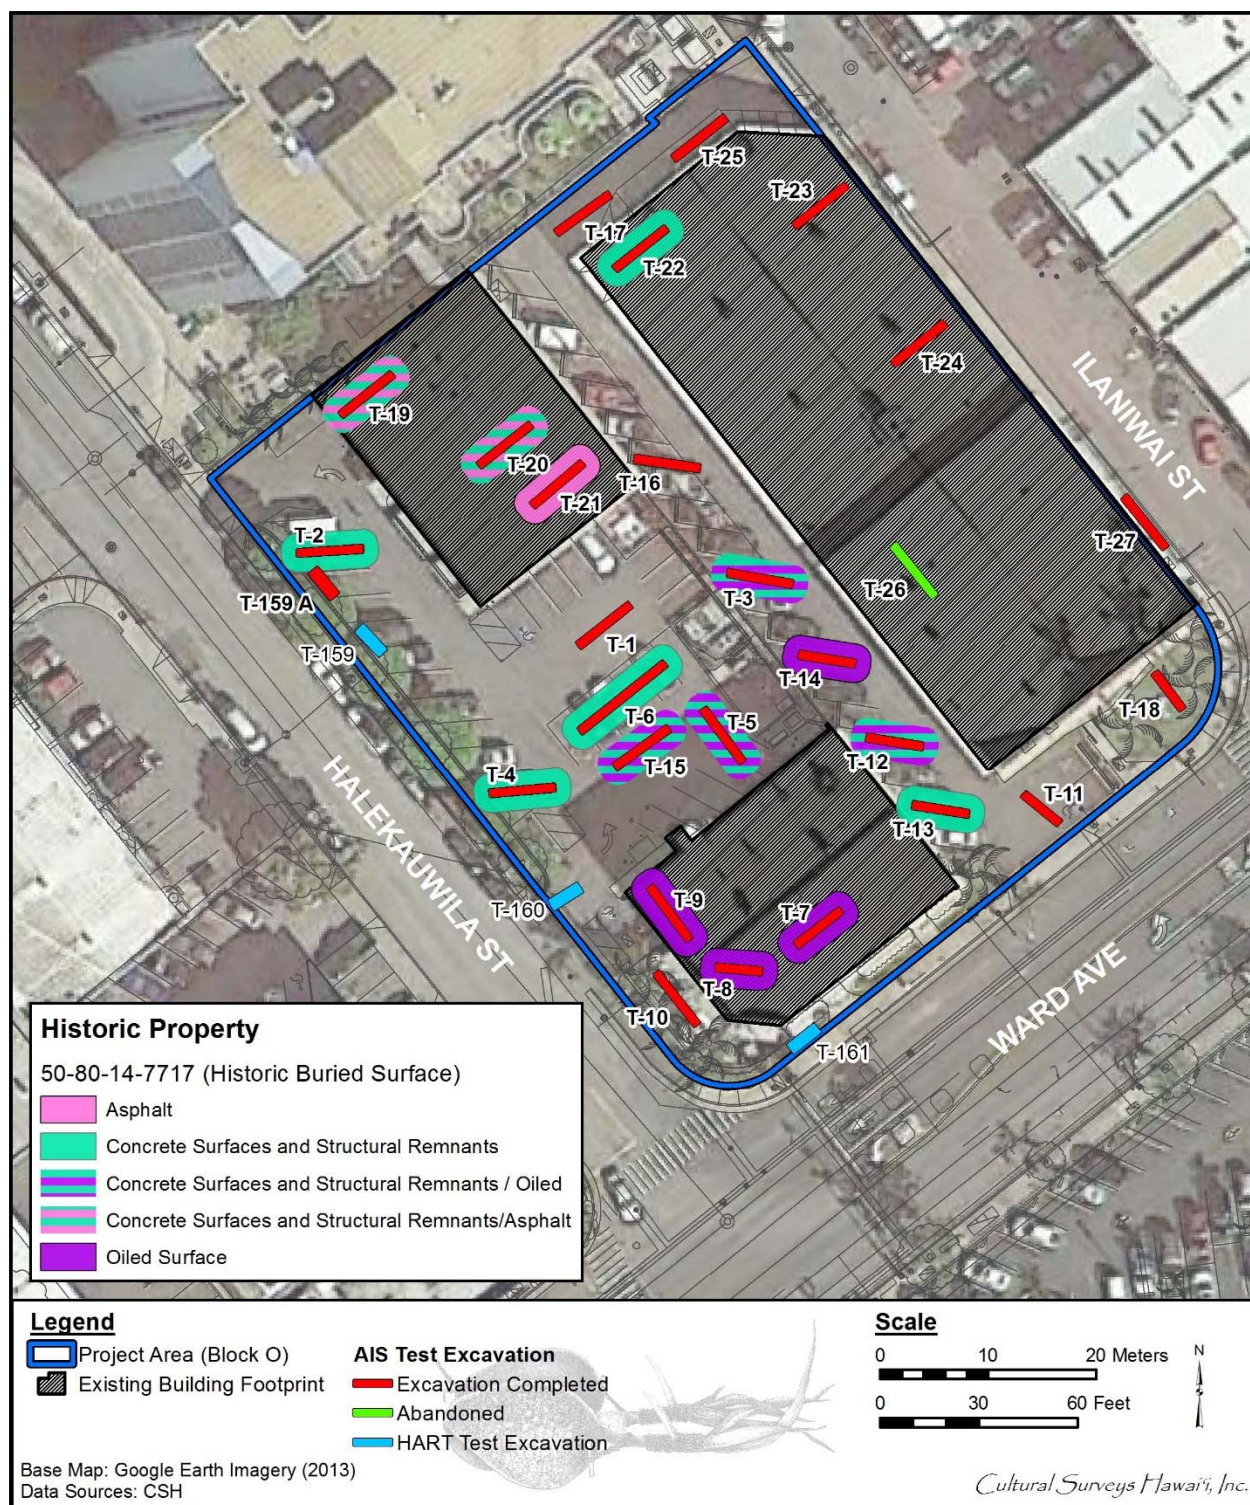 T-25
T-23
T-17
T-22
T-24
ILANIWAI ST
T-19
T-20
T-21
T-16
T-27
T-2
T-159 A
T-159
T-3
T-26
T-1
T-14
T-18
T-6
T-5
T-15
T-12
T-4
T-13
T-11
HALEKAUWILA ST
T-160
T-9
T-7
T-8
T-10
T-161
WARD AVE
Historic Property
50-80-14-7717 (Historic Buried Surface)
Asphalt
Concrete Surfaces and Structural Remnants
Concrete Surfaces and Structural Remnants / Oiled
Concrete Surfaces and Structural Remnants/Asphalt
Oiled Surface
Legend
Project Area (Block O)
Existing Building Footprint
AIS Test Excavation
Excavation Completed
Abandoned
HART Test Excavation
Scale
0 10 20 Meters
0 30 60 Feet
N
Base Map: Google Earth Imagery (2013)
Data Sources: CSH
Cultural Surveys Hawaiʻi, Inc.